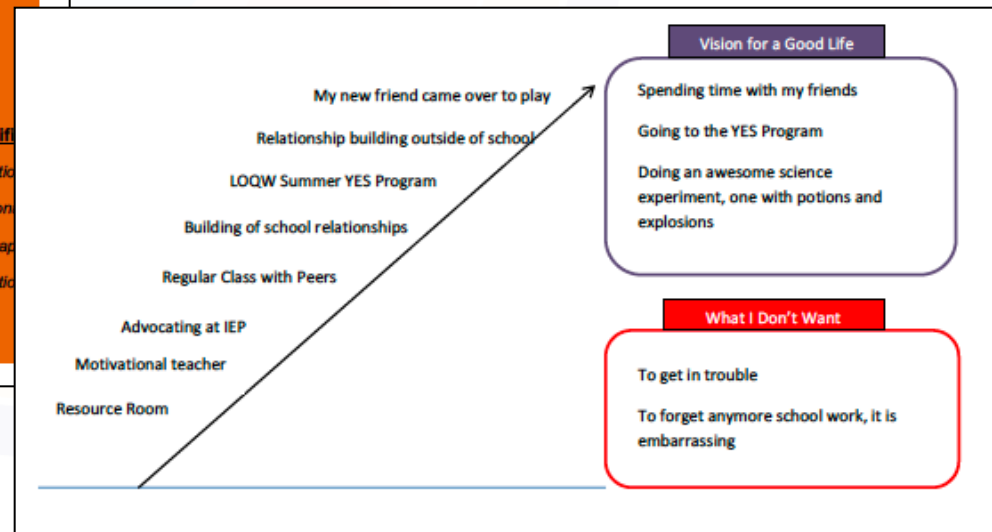 Vision for a Good Life
My new friend came over to play
Relationship building outside of school
LOQW Summer YES Program
Building of school relationships
Regular Class with Peers
Advocating at IEP
Motivational teacher
Resource Room
Spending time with my friends
Going to the YES Program
Doing an awesome science
experiment, one with potions and
explosions
What I Don't Want
To get in trouble
To forget anymore school work, it is
embarrassing